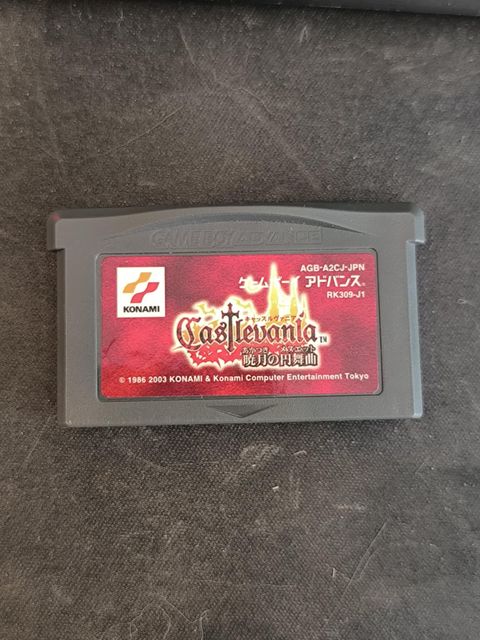 GAME BOY ADVANCE
AGB-A2CJ-JPN
ゲームボーイ アドバンス
RK309-J1
KONAMI
キャッスルヴァニア
Castlevania TM
あかつき メヌエット
暁月の円舞曲
© 1986 2003 KONAMI & Konami Computer Entertainment Tokyo